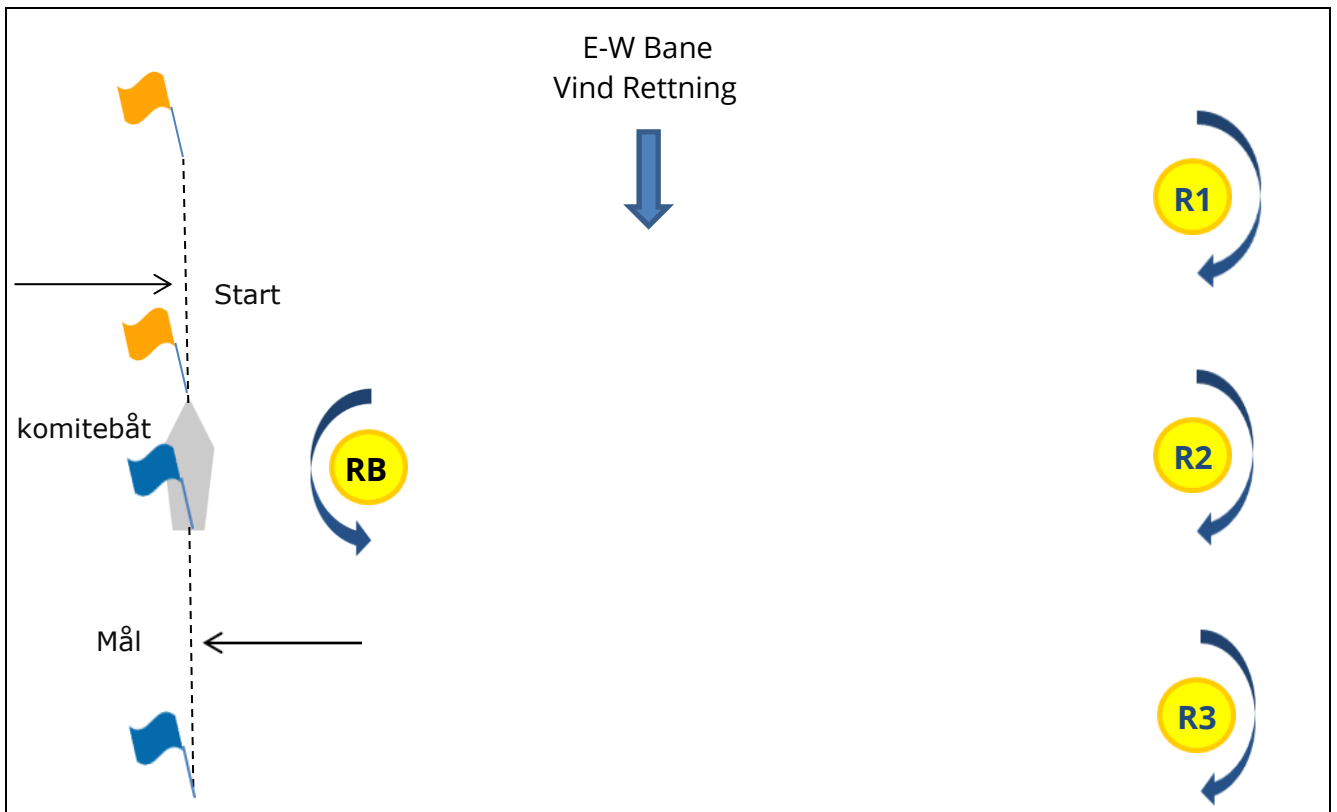 E-W Bane
Vind Rettning
R1
Start
komitebåt
RB
R2
Mål
R3